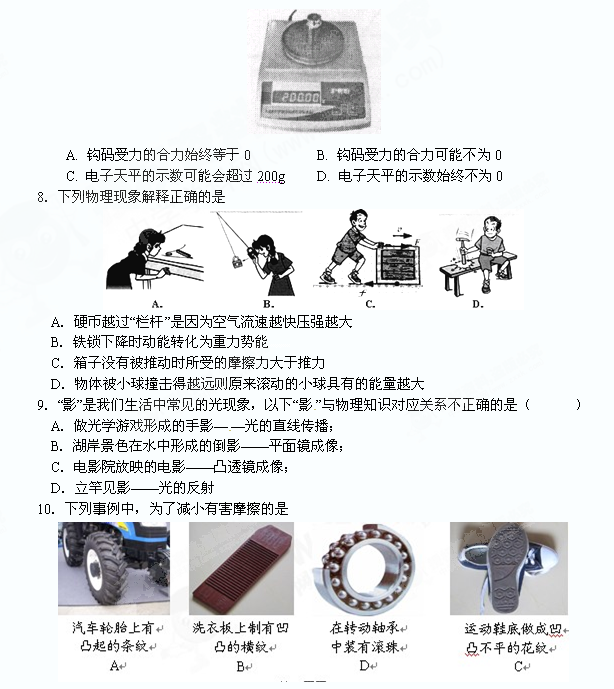 200.00
A. 钩码受力的合力始终等于 0 B. 钩码受力的合力可能不为 0
C. 电子天平的示数可能会超过 200g D. 电子天平的示数始终不为 0
8. 下列物理现象解释正确的是
A. B. C. D.
A. 硬币越过“栏杆”是因为空气流速越快压强越大
B. 铁锁下降时动能转化为重力势能
C. 箱子没有被推动时所受的摩擦力大于推力
D. 物体被小球撞击得越远则原来滚动的小球具有的能量越大
9. “影”是我们生活中常见的光现象，以下“影”与物理知识对应关系不正确的是（ ）
A. 做光学游戏形成的手影——光的直线传播；
B. 湖岸景色在水中形成的倒影——平面镜成像；
C. 电影院放映的电影——凸透镜成像；
D. 立竿见影——光的反射
10. 下列事例中，为了减小有害摩擦的是
汽车轮胎上有 洗衣板上制有凹 在转动轴承 运动鞋底做成凹
凸起的条纹 凸的横纹 中装有滚珠 凸不平的花纹
A B D C